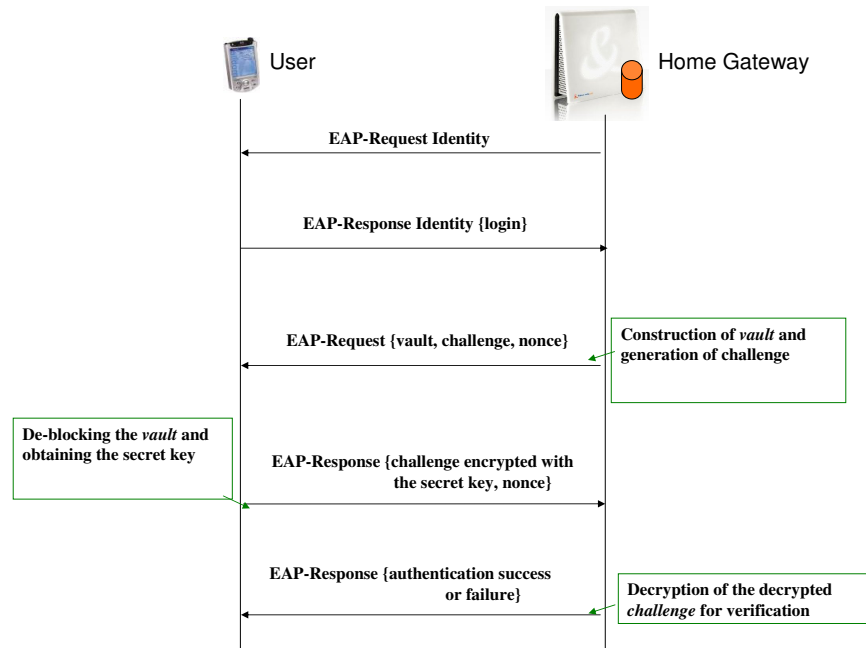 User
Home Gateway
EAP-Request Identity
EAP-Response Identity {login}
EAP-Request {vault, challenge, nonce}
Construction of vault and
generation of challenge
De-blocking the vault and
obtaining the secret key
EAP-Response {challenge encrypted with
the secret key, nonce}
EAP-Response {authentication success
or failure}
Decryption of the decrypted
challenge for verification